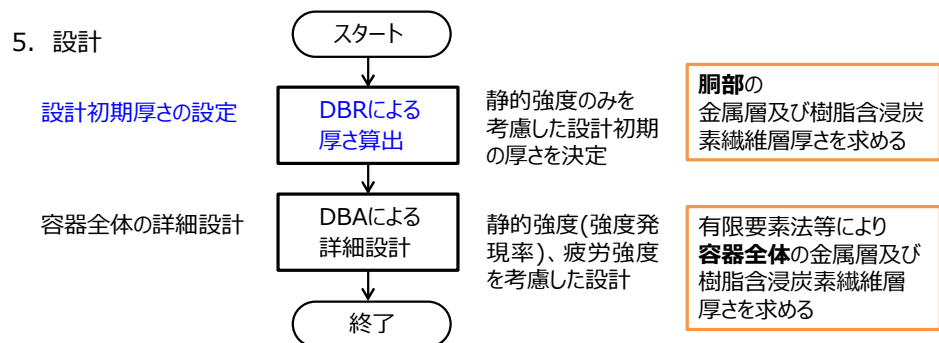 5. 設計
スタート
設計初期厚さの設定
DBRによる
厚さ算出
静的強度のみを
考慮した設計初期
の厚さを決定
胴部の
金属層及び樹脂含浸炭
素繊維層厚さを求める
容器全体の詳細設計
DBAによる
詳細設計
静的強度(強度発
現率)、疲労強度
を考慮した設計
有限要素法等により
容器全体の金属層及び
樹脂含浸炭素繊維層
厚さを求める
終了